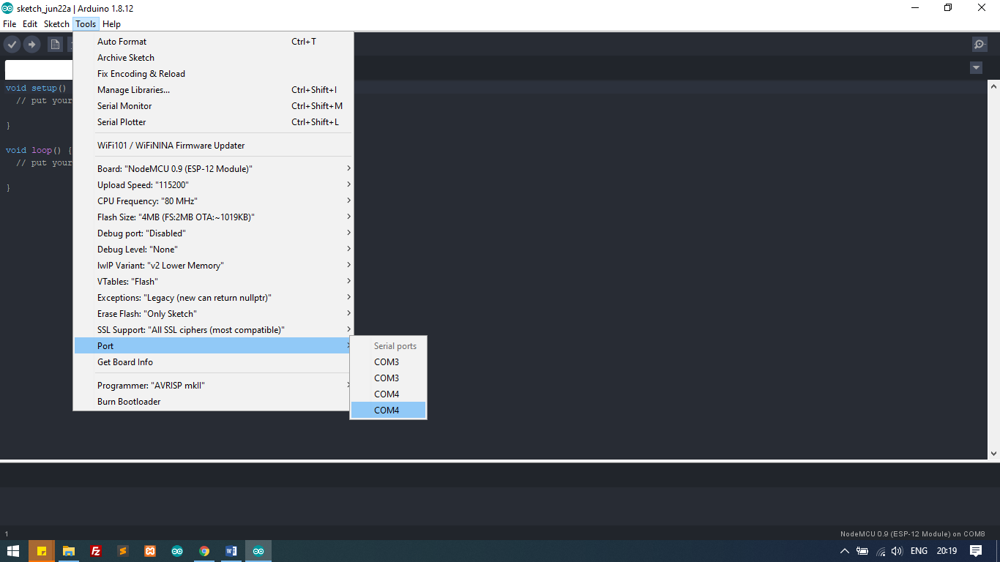 sketch_jun22a | Arduino 1.8.12
File Edit Sketch Tools Help
Auto Format Ctrl+T
Archive Sketch
Fix Encoding & Reload
Manage Libraries... Ctrl+Shift+I
Serial Monitor Ctrl+Shift+M
Serial Plotter Ctrl+Shift+L
WiFi101 / WiFiNINA Firmware Updater
Board: "NodeMCU 0.9 (ESP-12 Module)"
Upload Speed: "115200"
CPU Frequency: "80 MHz"
Flash Size: "4MB (FS:2MB OTA:~1019KB)"
Debug port: "Disabled"
Debug Level: "None"
lwIP Variant: "v2 Lower Memory"
VTables: "Flash"
Exceptions: "Legacy (new can return nullptr)"
Erase Flash: "Only Sketch"
SSL Support: "All SSL ciphers (most compatible)"
Port
Get Board Info
Programmer: "AVRISP mkII"
Burn Bootloader
Serial ports
COM3
COM3
COM4
COM4
void setup()
// put your
}
void loop() {
// put your
}
1
NodeMCU 0.9 (ESP-12 Module) on COM8
ENG 20:19